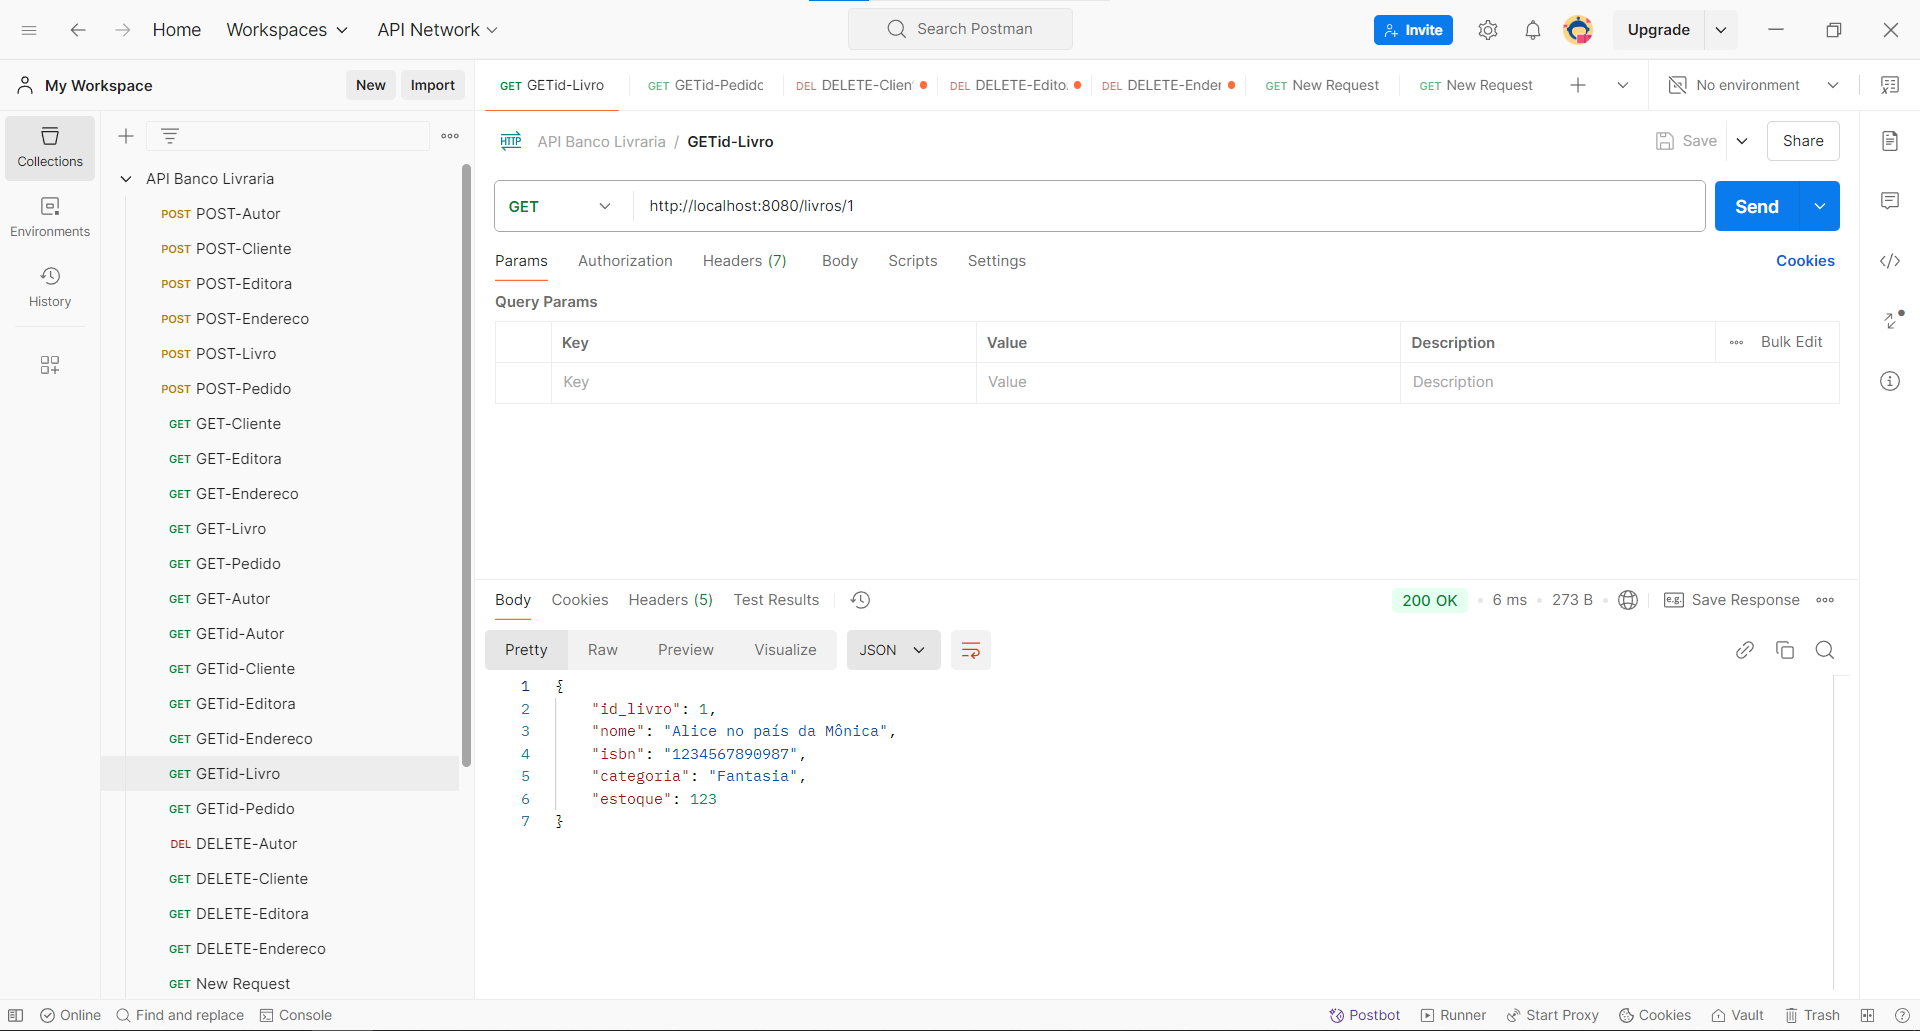 Home Workspaces API Network Search Postman Invite Upgrade
My Workspace New Import
GET GETid-Livro GET GETid-Pedido DEL DELETE-Clien DEL DELETE-Edito. DEL DELETE-Ender GET New Request GET New Request No environment
Collections
Environments
History
API Banco Livraria
POST POST-Autor
POST POST-Cliente
POST POST-Editora
POST POST-Endereco
POST POST-Livro
POST POST-Pedido
GET GET-Cliente
GET GET-Editora
GET GET-Endereco
GET GET-Livro
GET GET-Pedido
GET GET-Autor
GET GETid-Autor
GET GETid-Cliente
GET GETid-Editora
GET GETid-Endereco
GET GETid-Livro
GET GETid-Pedido
DEL DELETE-Autor
GET DELETE-Cliente
GET DELETE-Editora
GET DELETE-Endereco
GET New Request
HTTP API Banco Livraria / GETid-Livro Save Share
GET http://localhost:8080/livros/1 Send
Params Authorization Headers (7) Body Scripts Settings Cookies
Query Params
Key Value Description Bulk Edit
Key Value Description
Body Cookies Headers (5) Test Results 200 OK 6 ms 273 B e.g. Save Response
Pretty Raw Preview Visualize JSON
1 {
2 "id_livro": 1,
3 "nome": "Alice no país da Mônica",
4 "isbn": "1234567890987",
5 "categoria": "Fantasia",
6 "estoque": 123
7 }
Online Find and replace Console Postbot Runner Start Proxy Cookies Vault Trash